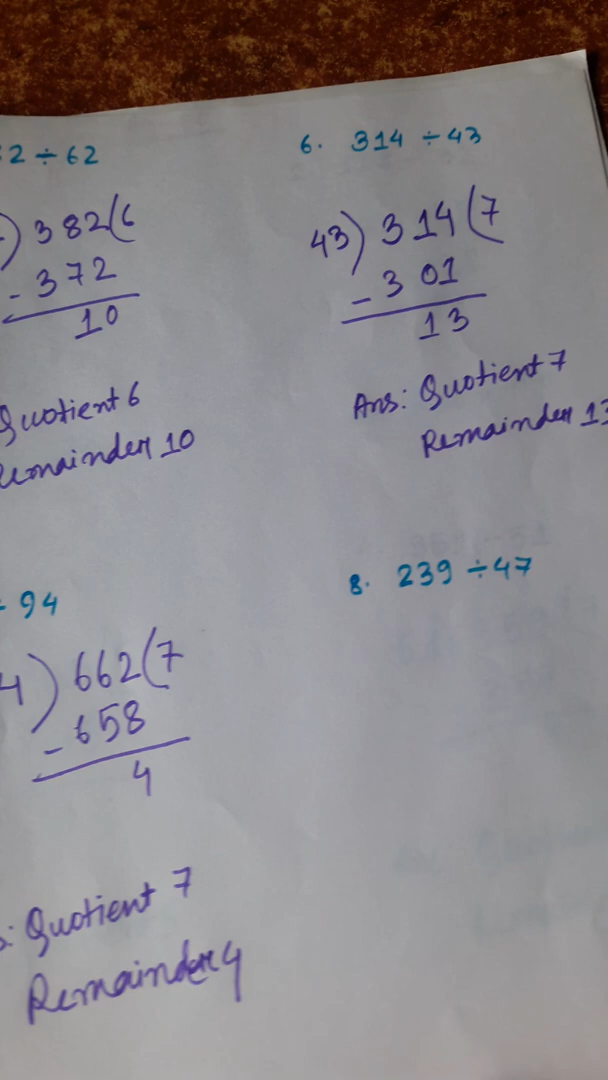 2 ÷ 62
) 382 ( 6
- 372
10
Quotient 6
Remainder 10
6. 314 ÷ 43
43 ) 314 ( 7
- 301
13
Ans: Quotient 7
Remainder 13
÷ 94
4 ) 662 ( 7
- 658
4
: Quotient 7
Remainder 4
8. 239 ÷ 47